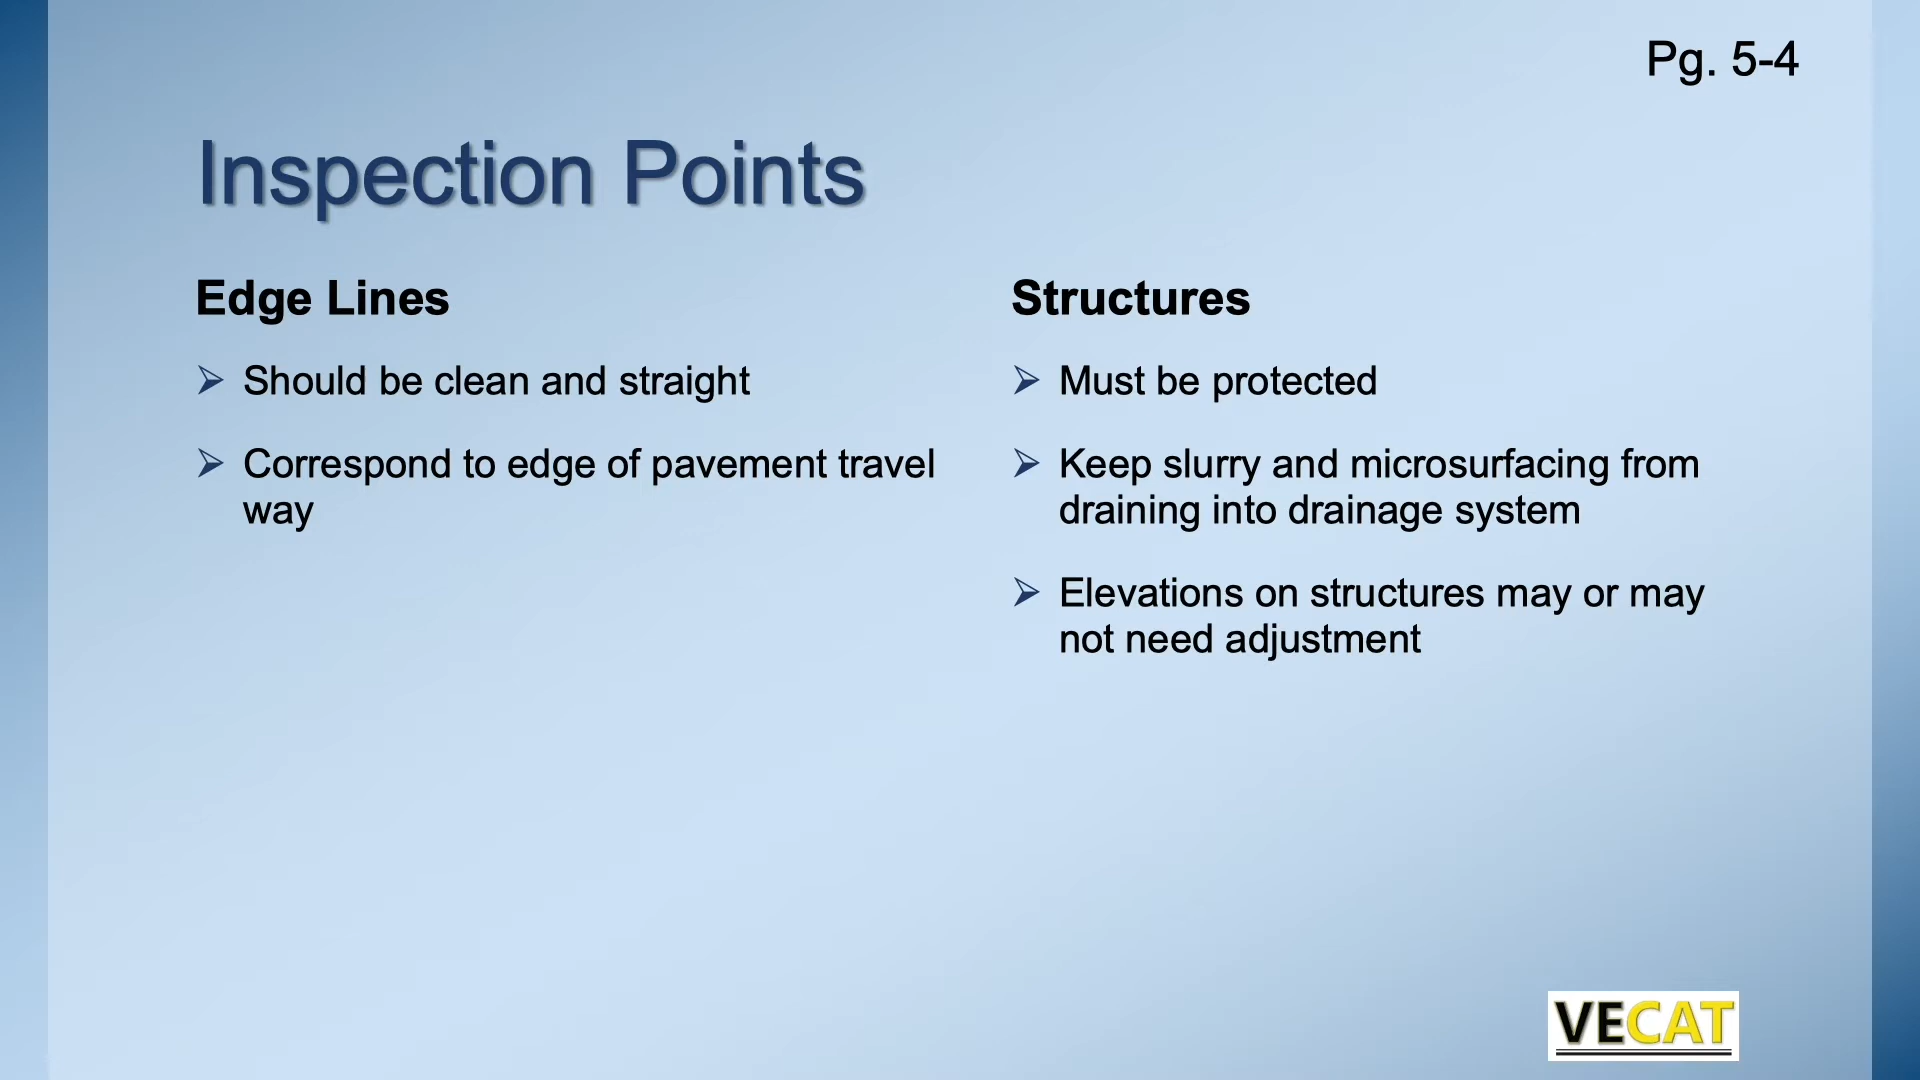 Pg. 5-4
Inspection Points
Edge Lines
➢ Should be clean and straight
➢ Correspond to edge of pavement travel
way
Structures
➢ Must be protected
➢ Keep slurry and microsurfacing from
draining into drainage system
➢ Elevations on structures may or may
not need adjustment
VECAT